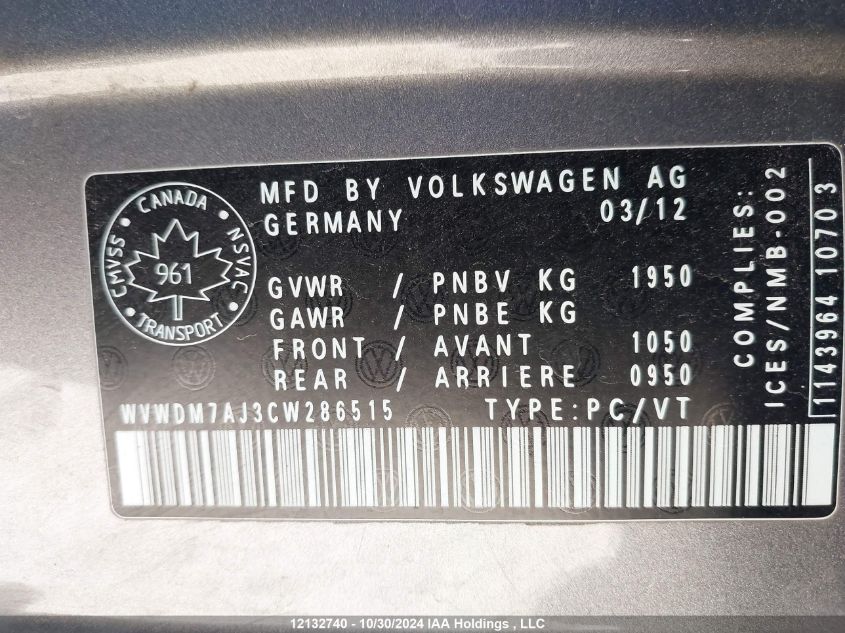 CANADA
CMVSS
NSVAC
961
TRANSPORT
MFD BY VOLKSWAGEN AG
GERMANY 03/12
GVWR / PNBV KG 1950
GAWR / PNBE KG
FRONT / AVANT 1050
REAR / ARRIERE 0950
WVWDM7AJ3CW286515 TYPE:PC/VT
COMPLIES:
ICES/NMB-002
1143964 1070 3
12132740 - 10/30/2024 IAA Holdings , LLC